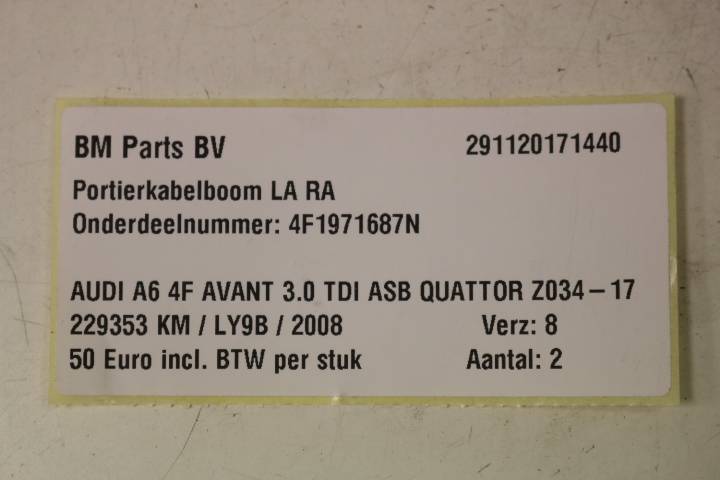 BM Parts BV 291120171440
Portierkabelboom LA RA
Onderdeelnummer: 4F1971687N
AUDI A6 4F AVANT 3.0 TDI ASB QUATTOR Z034-17
229353 KM / LY9B / 2008 Verz: 8
50 Euro incl. BTW per stuk Aantal: 2